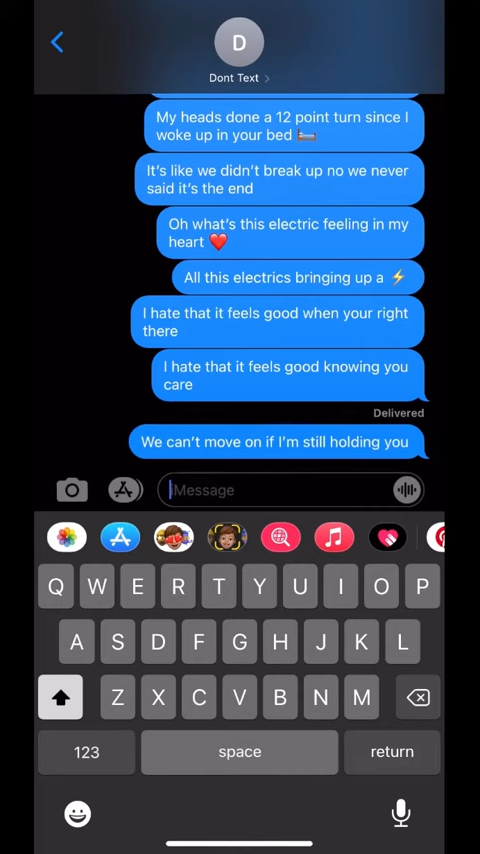 D
Dont Text
My heads done a 12 point turn since I
woke up in your bed 🛏️
It's like we didn't break up no we never
said it's the end
Oh what's this electric feeling in my
heart ❤️
All this electrics bringing up a ⚡
I hate that it feels good when your right
there
I hate that it feels good knowing you
care
Delivered
We can't move on if I'm still holding you
iMessage
Q W E R T Y U I O P
A S D F G H J K L
Z X C V B N M
123 space return